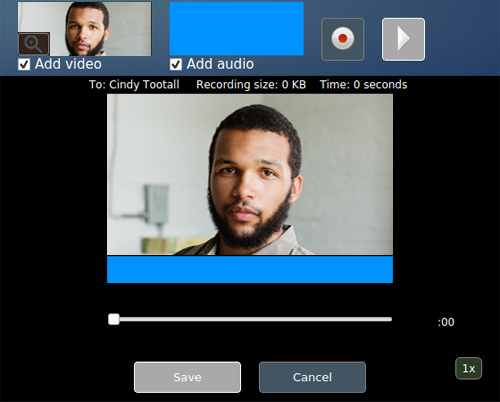 Add video
Add audio
To: Cindy Tootall Recording size: 0 KB Time: 0 seconds
:00
1x
Save
Cancel